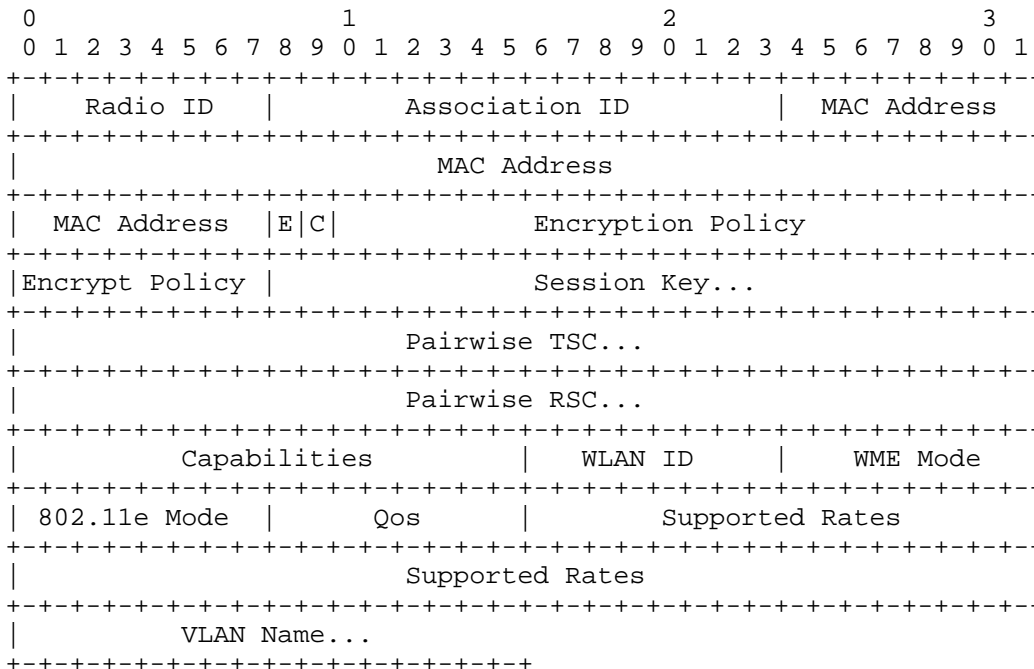 0                   1                   2                   3
 0 1 2 3 4 5 6 7 8 9 0 1 2 3 4 5 6 7 8 9 0 1 2 3 4 5 6 7 8 9 0 1
+-+-+-+-+-+-+-+-+-+-+-+-+-+-+-+-+-+-+-+-+-+-+-+-+-+-+-+-+-+-+-+-
|    Radio ID   |        Association ID         |  MAC Address
+-+-+-+-+-+-+-+-+-+-+-+-+-+-+-+-+-+-+-+-+-+-+-+-+-+-+-+-+-+-+-+-
|                          MAC Address
+-+-+-+-+-+-+-+-+-+-+-+-+-+-+-+-+-+-+-+-+-+-+-+-+-+-+-+-+-+-+-+-
|  MAC Address  |E|C|            Encryption Policy
+-+-+-+-+-+-+-+-+-+-+-+-+-+-+-+-+-+-+-+-+-+-+-+-+-+-+-+-+-+-+-+-
|Encrypt Policy |                Session Key...
+-+-+-+-+-+-+-+-+-+-+-+-+-+-+-+-+-+-+-+-+-+-+-+-+-+-+-+-+-+-+-+-
|                        Pairwise TSC...
+-+-+-+-+-+-+-+-+-+-+-+-+-+-+-+-+-+-+-+-+-+-+-+-+-+-+-+-+-+-+-+-
|                        Pairwise RSC...
+-+-+-+-+-+-+-+-+-+-+-+-+-+-+-+-+-+-+-+-+-+-+-+-+-+-+-+-+-+-+-+-
|          Capabilities         |   WLAN ID     |    WME Mode
+-+-+-+-+-+-+-+-+-+-+-+-+-+-+-+-+-+-+-+-+-+-+-+-+-+-+-+-+-+-+-+-
| 802.11e Mode  |      Qos      |        Supported Rates
+-+-+-+-+-+-+-+-+-+-+-+-+-+-+-+-+-+-+-+-+-+-+-+-+-+-+-+-+-+-+-+-
|                        Supported Rates
+-+-+-+-+-+-+-+-+-+-+-+-+-+-+-+-+-+-+-+-+-+-+-+-+-+-+-+-+-+-+-+-
|          VLAN Name...
+-+-+-+-+-+-+-+-+-+-+-+-+-+-+-+-+